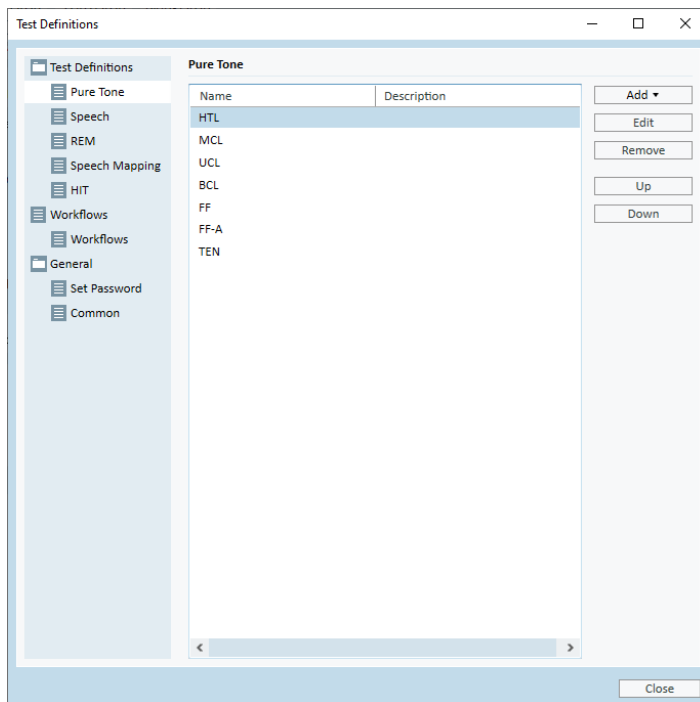 Test Definitions
Test Definitions
Pure Tone
Speech
REM
Speech Mapping
HIT
Workflows
Workflows
General
Set Password
Common
Pure Tone
Name Description
HTL
MCL
UCL
BCL
FF
FF-A
TEN
Add
Edit
Remove
Up
Down
Close